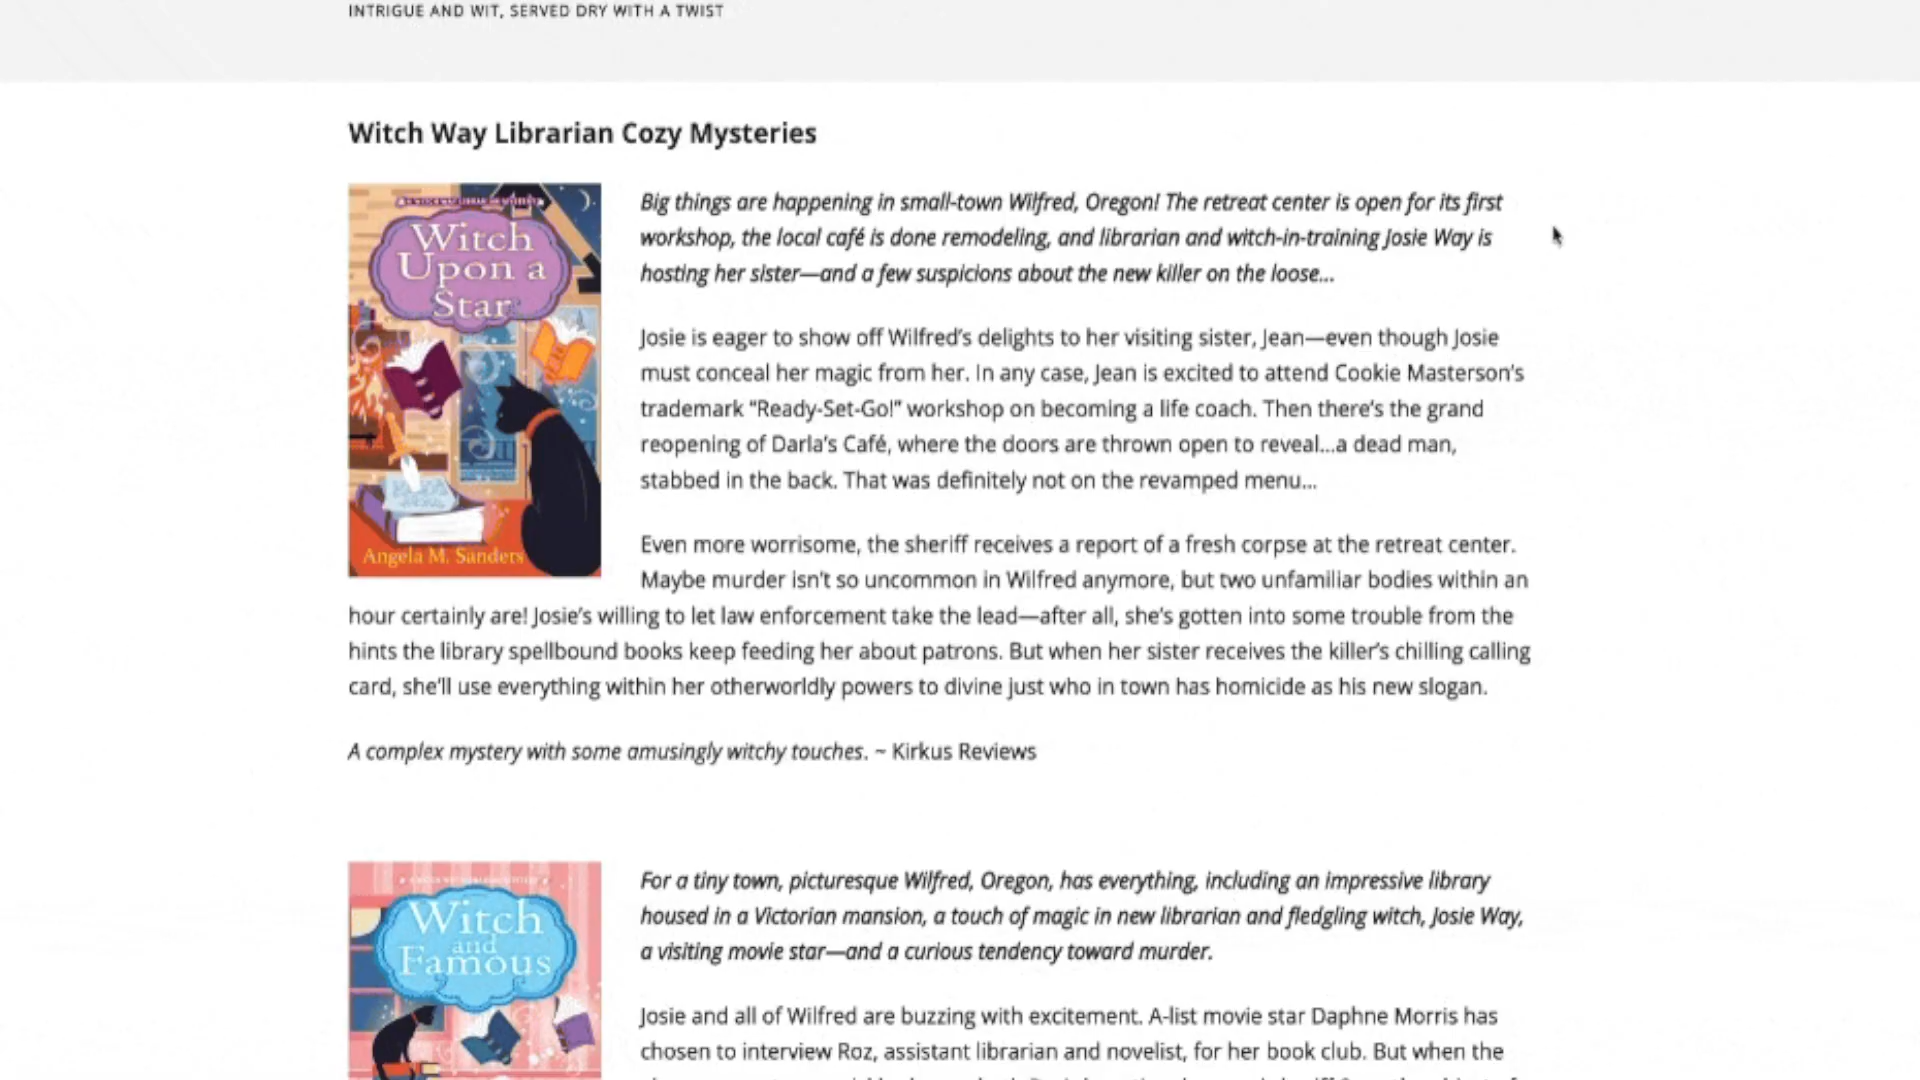 INTRIGUE AND WIT, SERVED DRY WITH A TWIST
Witch Way Librarian Cozy Mysteries
Witch
Upon a
Star
Angela M. Sanders
Big things are happening in small-town Wilfred, Oregon! The retreat center is open for its first
workshop, the local café is done remodeling, and librarian and witch-in-training Josie Way is
hosting her sister—and a few suspicions about the new killer on the loose…
Josie is eager to show off Wilfred's delights to her visiting sister, Jean—even though Josie
must conceal her magic from her. In any case, Jean is excited to attend Cookie Masterson's
trademark "Ready-Set-Go!" workshop on becoming a life coach. Then there's the grand
reopening of Darla's Café, where the doors are thrown open to reveal…a dead man,
stabbed in the back. That was definitely not on the revamped menu…
Even more worrisome, the sheriff receives a report of a fresh corpse at the retreat center.
Maybe murder isn't so uncommon in Wilfred anymore, but two unfamiliar bodies within an
hour certainly are! Josie's willing to let law enforcement take the lead—after all, she's gotten into some trouble from the
hints the library spellbound books keep feeding her about patrons. But when her sister receives the killer's chilling calling
card, she'll use everything within her otherworldly powers to divine just who in town has homicide as his new slogan.
A complex mystery with some amusingly witchy touches. ~ Kirkus Reviews
Witch
and
Famous
For a tiny town, picturesque Wilfred, Oregon, has everything, including an impressive library
housed in a Victorian mansion, a touch of magic in new librarian and fledgling witch, Josie Way,
a visiting movie star—and a curious tendency toward murder.
Josie and all of Wilfred are buzzing with excitement. A-list movie star Daphne Morris has
chosen to interview Roz, assistant librarian and novelist, for her book club. But when the